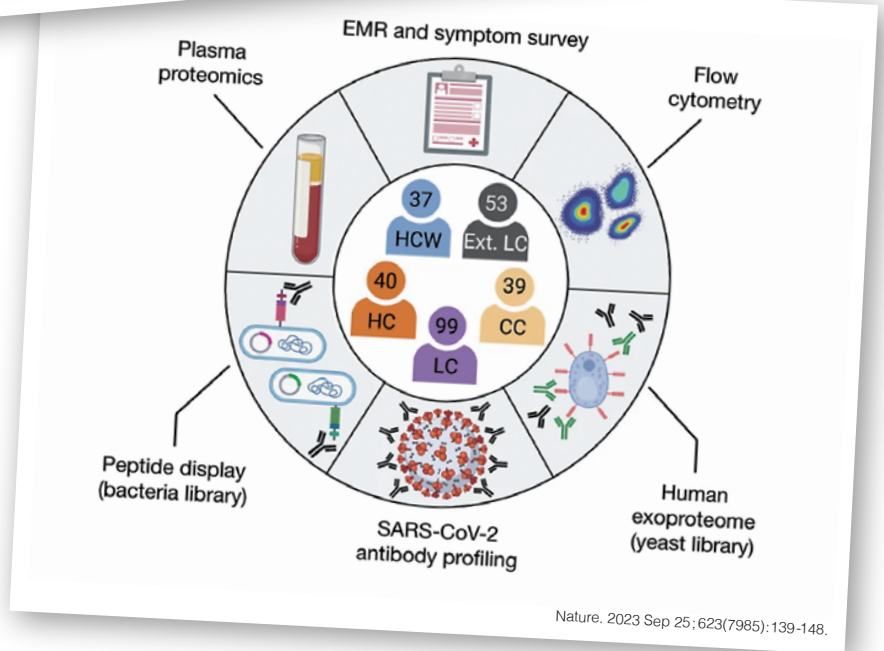 EMR and symptom survey
Plasma
proteomics
Flow
cytometry
37
HCW
53
Ext. LC
40
HC
39
CC
99
LC
Peptide display
(bacteria library)
SARS-CoV-2
antibody profiling
Human
exoproteome
(yeast library)
Nature. 2023 Sep 25;623(7985):139-148.